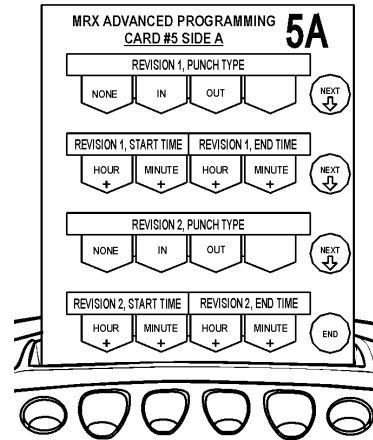 MRX ADVANCED PROGRAMMING
CARD #5 SIDE A
5A
REVISION 1, PUNCH TYPE
NONE IN OUT NEXT
REVISION 1, START TIME REVISION 1, END TIME
HOUR + MINUTE + HOUR + MINUTE + NEXT
REVISION 2, PUNCH TYPE
NONE IN OUT NEXT
REVISION 2, START TIME REVISION 2, END TIME
HOUR + MINUTE + HOUR + MINUTE + END